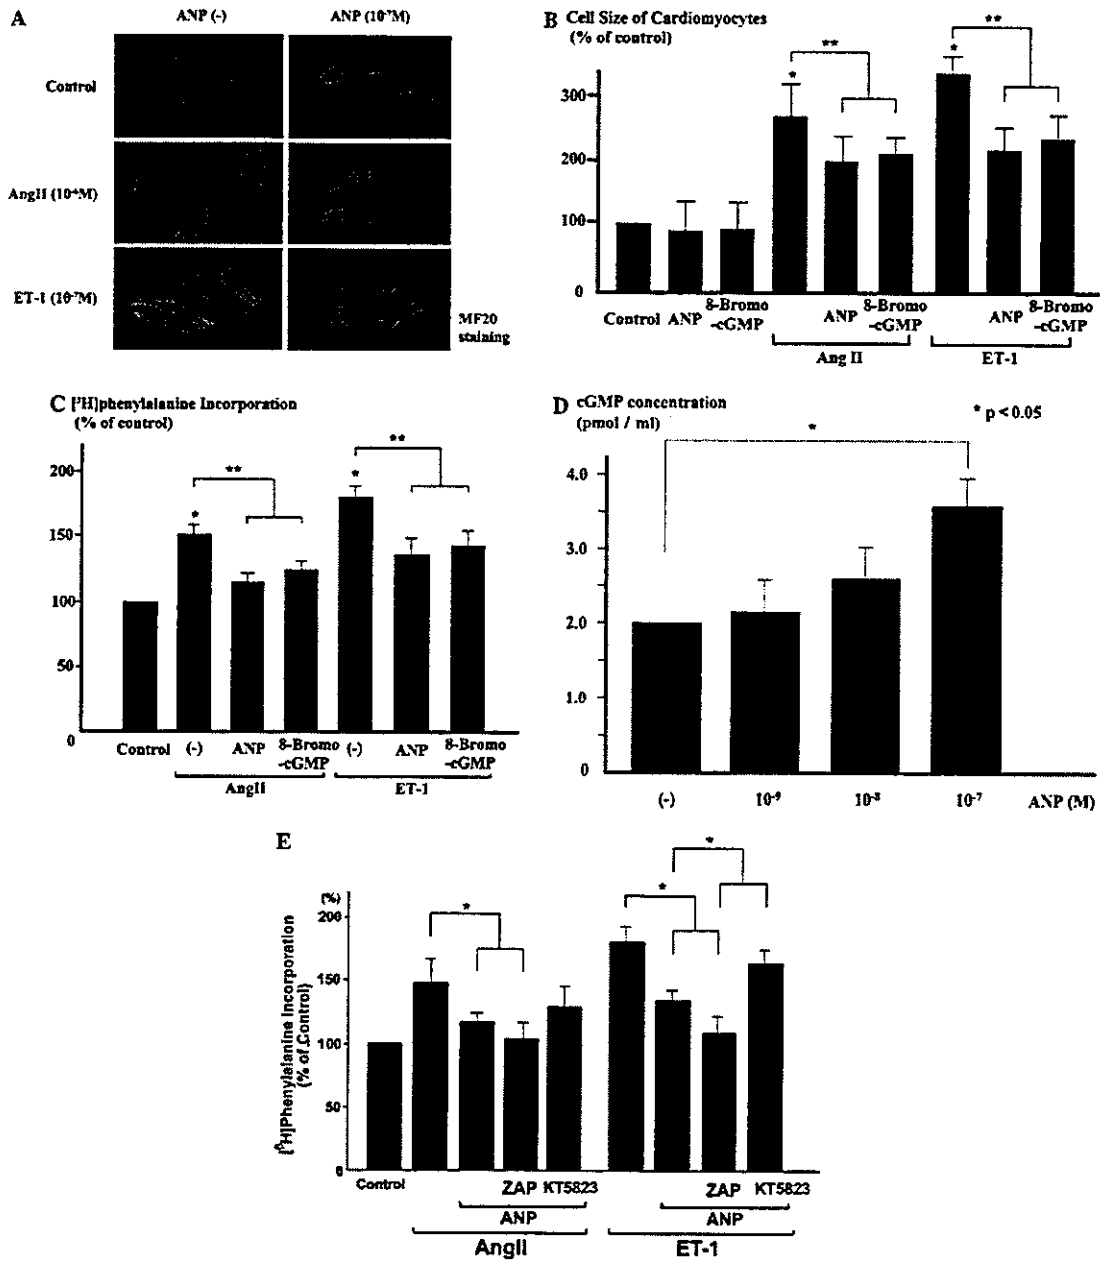 A
ANP (-)
ANP (10⁻⁷M)
Control
AngII (10⁻⁶M)
ET-1 (10⁻⁷M)
MF20
staining
B Cell Size of Cardiomyocytes
(% of control)
**
**
*
*
300
200
100
0
Control ANP 8-Bromo ANP 8-Bromo ANP 8-Bromo
-cGMP -cGMP -cGMP
Ang II ET-1
C [³H]phenylalanine Incorporation
(% of control)
**
**
*
*
200
150
100
50
0
Control (-) ANP 8-Bromo (-) ANP 8-Bromo
-cGMP -cGMP
AngII ET-1
D cGMP concentration
(pmol / ml)
* p < 0.05
*
4.0
3.0
2.0
1.0
0
(-) 10⁻⁹ 10⁻⁸ 10⁻⁷ ANP (M)
E
[³H]Phenylalanine Incorporation
(% of Control)
(%)
*
*
*
200
150
100
50
0
Control ZAP KT5823 ZAP KT5823
ANP ANP
AngII ET-1